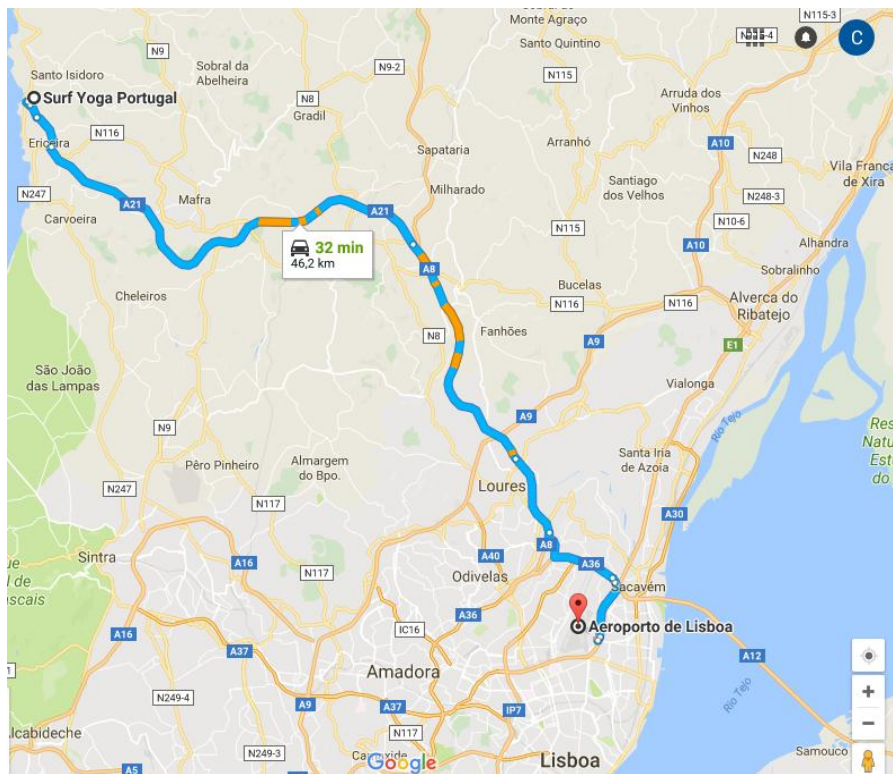 N115-3
Monte Agraço
Santo Quintino
N9
N9-2
C
Santo Isidoro
Sobral da
Abelheira
Surf Yoga Portugal
N8
Gradil
N115
Arruda dos
Vinhos
N116
Ericeira
A10
N248
Sapataria
Arranhó
Vila Franca
de Xira
N247
Mafra
A21
A21
Milharado
Santiago
dos Velhos
N248-3
Carvoeira
N10-6
32 min
46,2 km
N115
Alhandra
A8
A10
Sobralinho
Cheleiros
Bucelas
N116
N116
Alverca do
Ribatejo
N8
Fanhões
A9
E1
São João
das Lampas
Vialonga
N9
A9
Rio Tejo
Pêro Pinheiro
Almargem
do Bpo.
Santa Iria
de Azoia
N247
N117
Loures
A30
Sintra
A16
A8
A40
N117
Odivelas
A36
Sacavém
A36
Aeroporto de Lisboa
A16
IC16
A37
Amadora
A12
N249-4
A9
A37
IP7
Rio Tejo
Alcabideche
N117
N249-3
Google
Lisboa
Samouco
A5